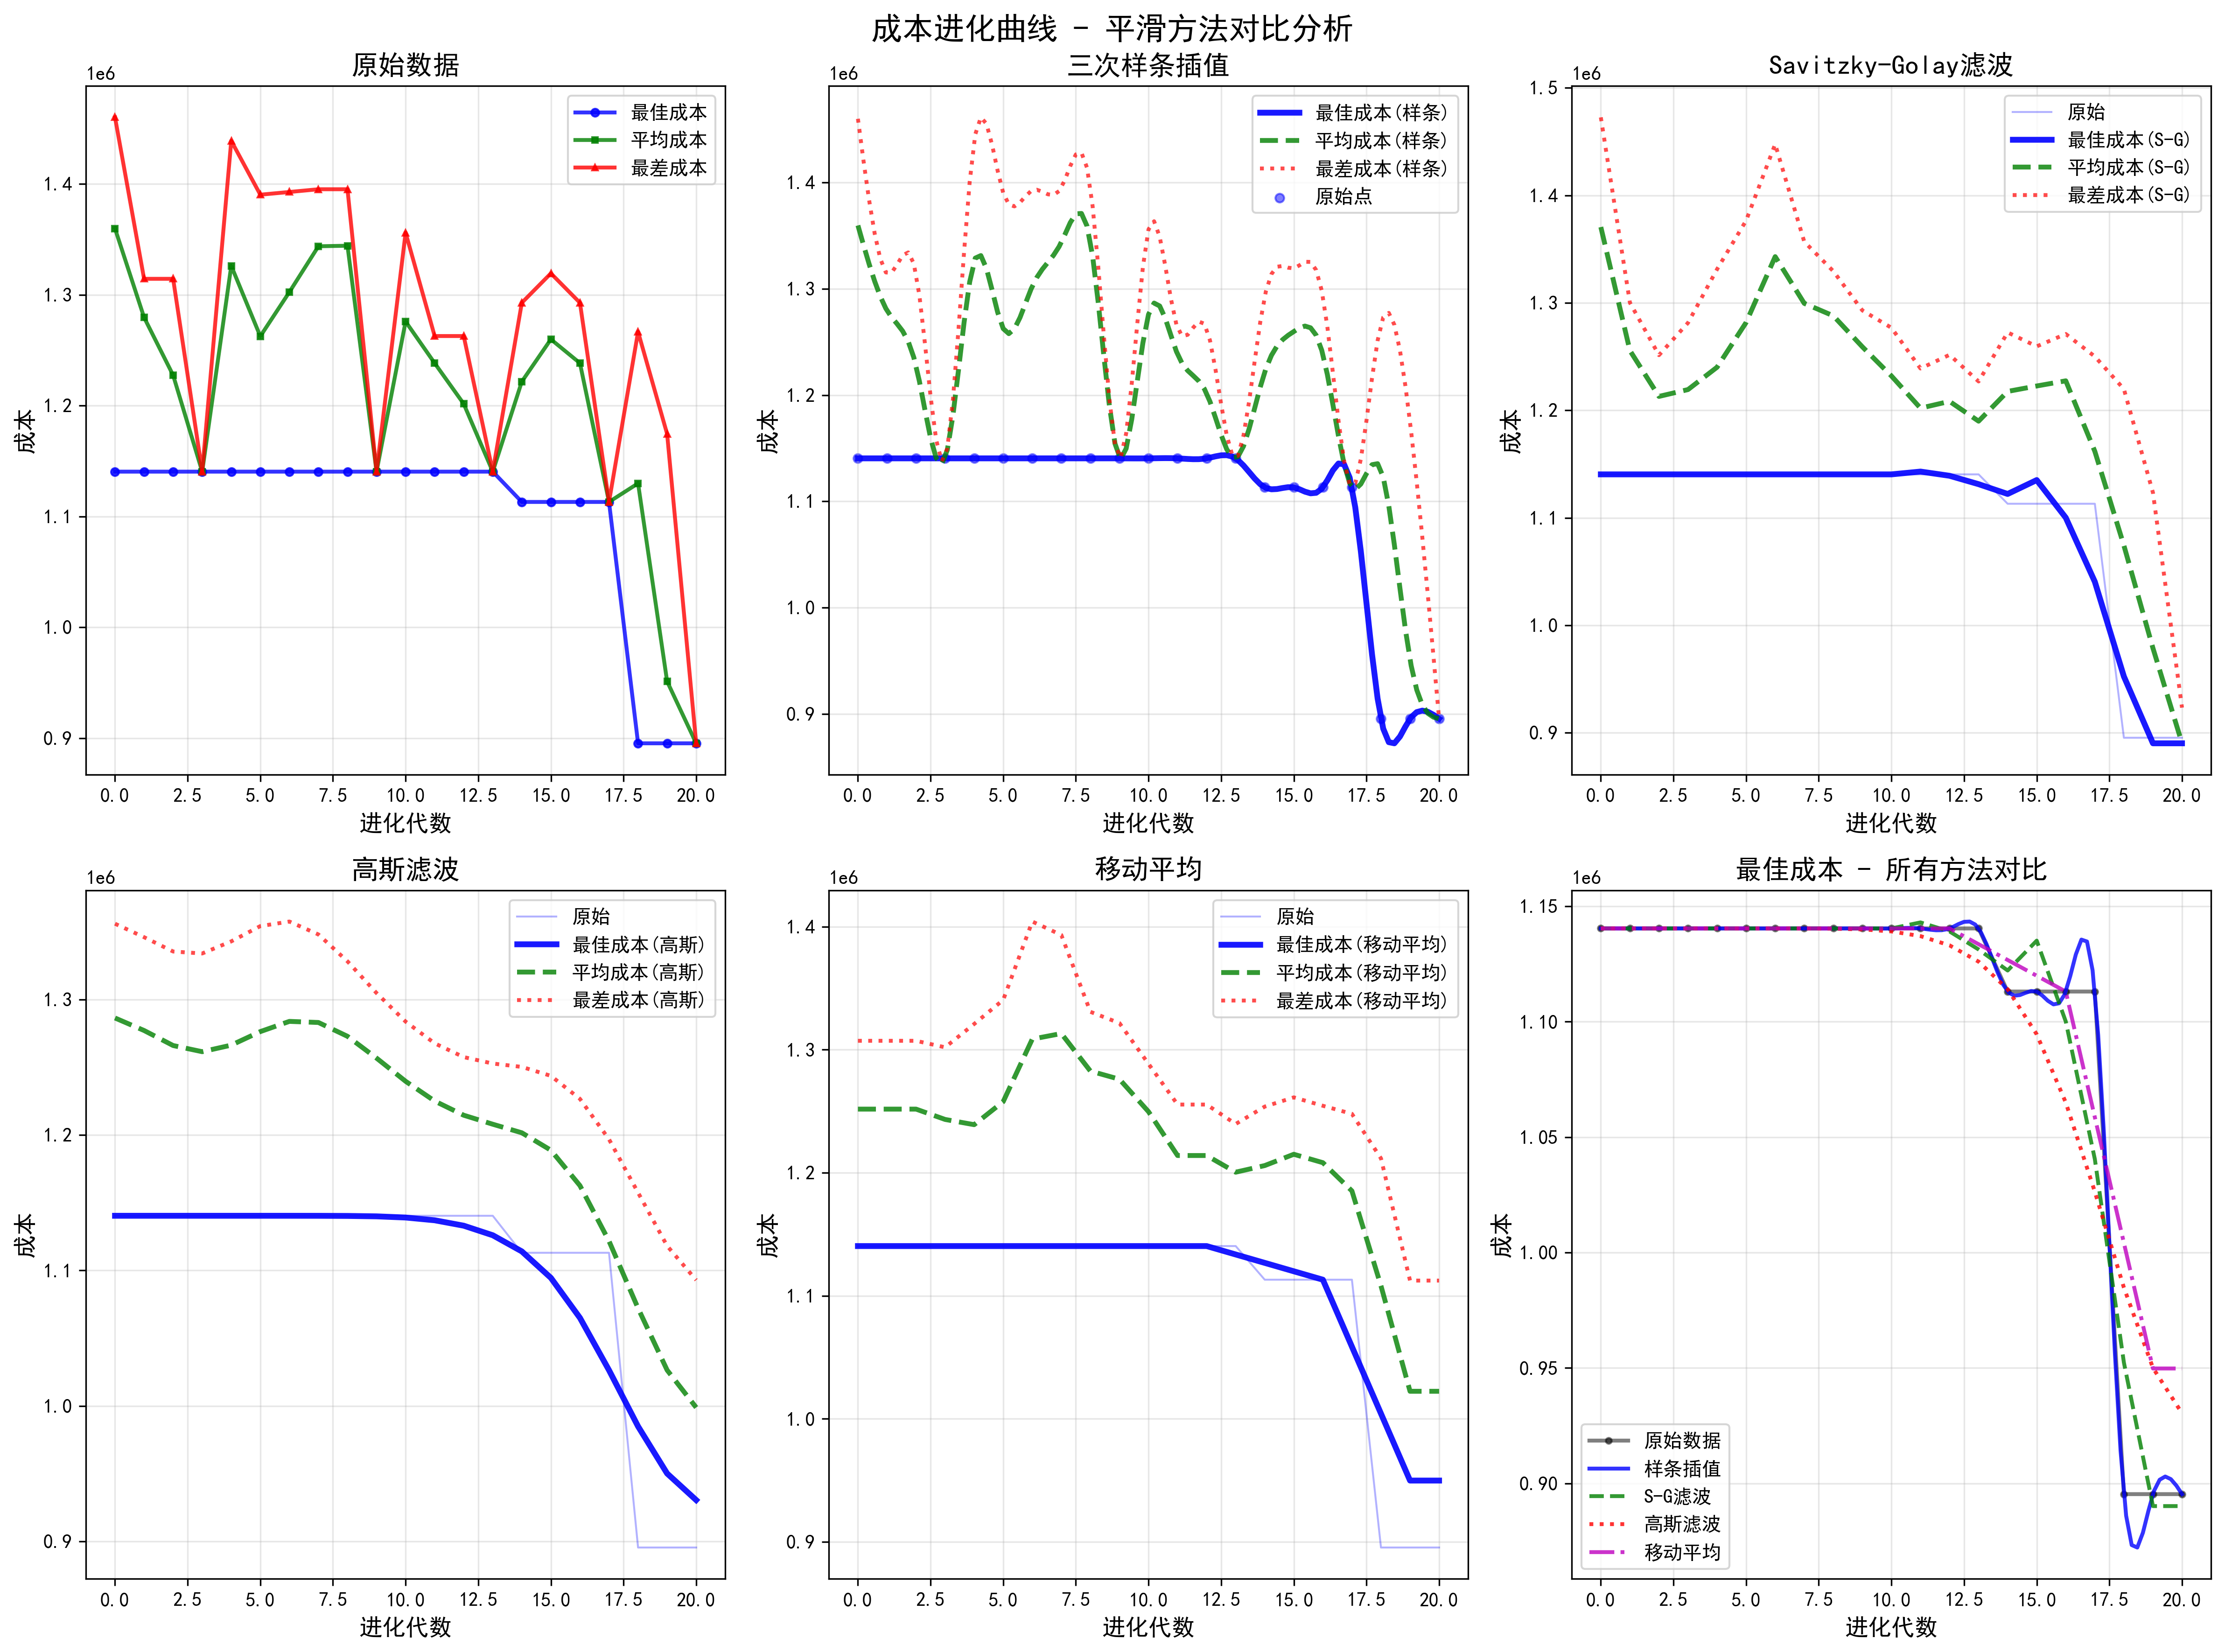 成本进化曲线 - 平滑方法对比分析
原始数据
1e6
最佳成本
平均成本
最差成本
1.4
1.3
1.2
1.1
1.0
0.9
成本
0.0 2.5 5.0 7.5 10.0 12.5 15.0 17.5 20.0
进化代数
三次样条插值
1e6
最佳成本(样条)
平均成本(样条)
最差成本(样条)
原始点
1.4
1.3
1.2
1.1
1.0
0.9
成本
0.0 2.5 5.0 7.5 10.0 12.5 15.0 17.5 20.0
进化代数
Savitzky-Golay滤波
1e6
原始
最佳成本(S-G)
平均成本(S-G)
最差成本(S-G)
1.5
1.4
1.3
1.2
1.1
1.0
0.9
成本
0.0 2.5 5.0 7.5 10.0 12.5 15.0 17.5 20.0
进化代数
高斯滤波
1e6
原始
最佳成本(高斯)
平均成本(高斯)
最差成本(高斯)
1.3
1.2
1.1
1.0
0.9
成本
0.0 2.5 5.0 7.5 10.0 12.5 15.0 17.5 20.0
进化代数
移动平均
1e6
原始
最佳成本(移动平均)
平均成本(移动平均)
最差成本(移动平均)
1.4
1.3
1.2
1.1
1.0
0.9
成本
0.0 2.5 5.0 7.5 10.0 12.5 15.0 17.5 20.0
进化代数
最佳成本 - 所有方法对比
1e6
1.15
1.10
1.05
1.00
0.95
0.90
成本
原始数据
样条插值
S-G滤波
高斯滤波
移动平均
0.0 2.5 5.0 7.5 10.0 12.5 15.0 17.5 20.0
进化代数